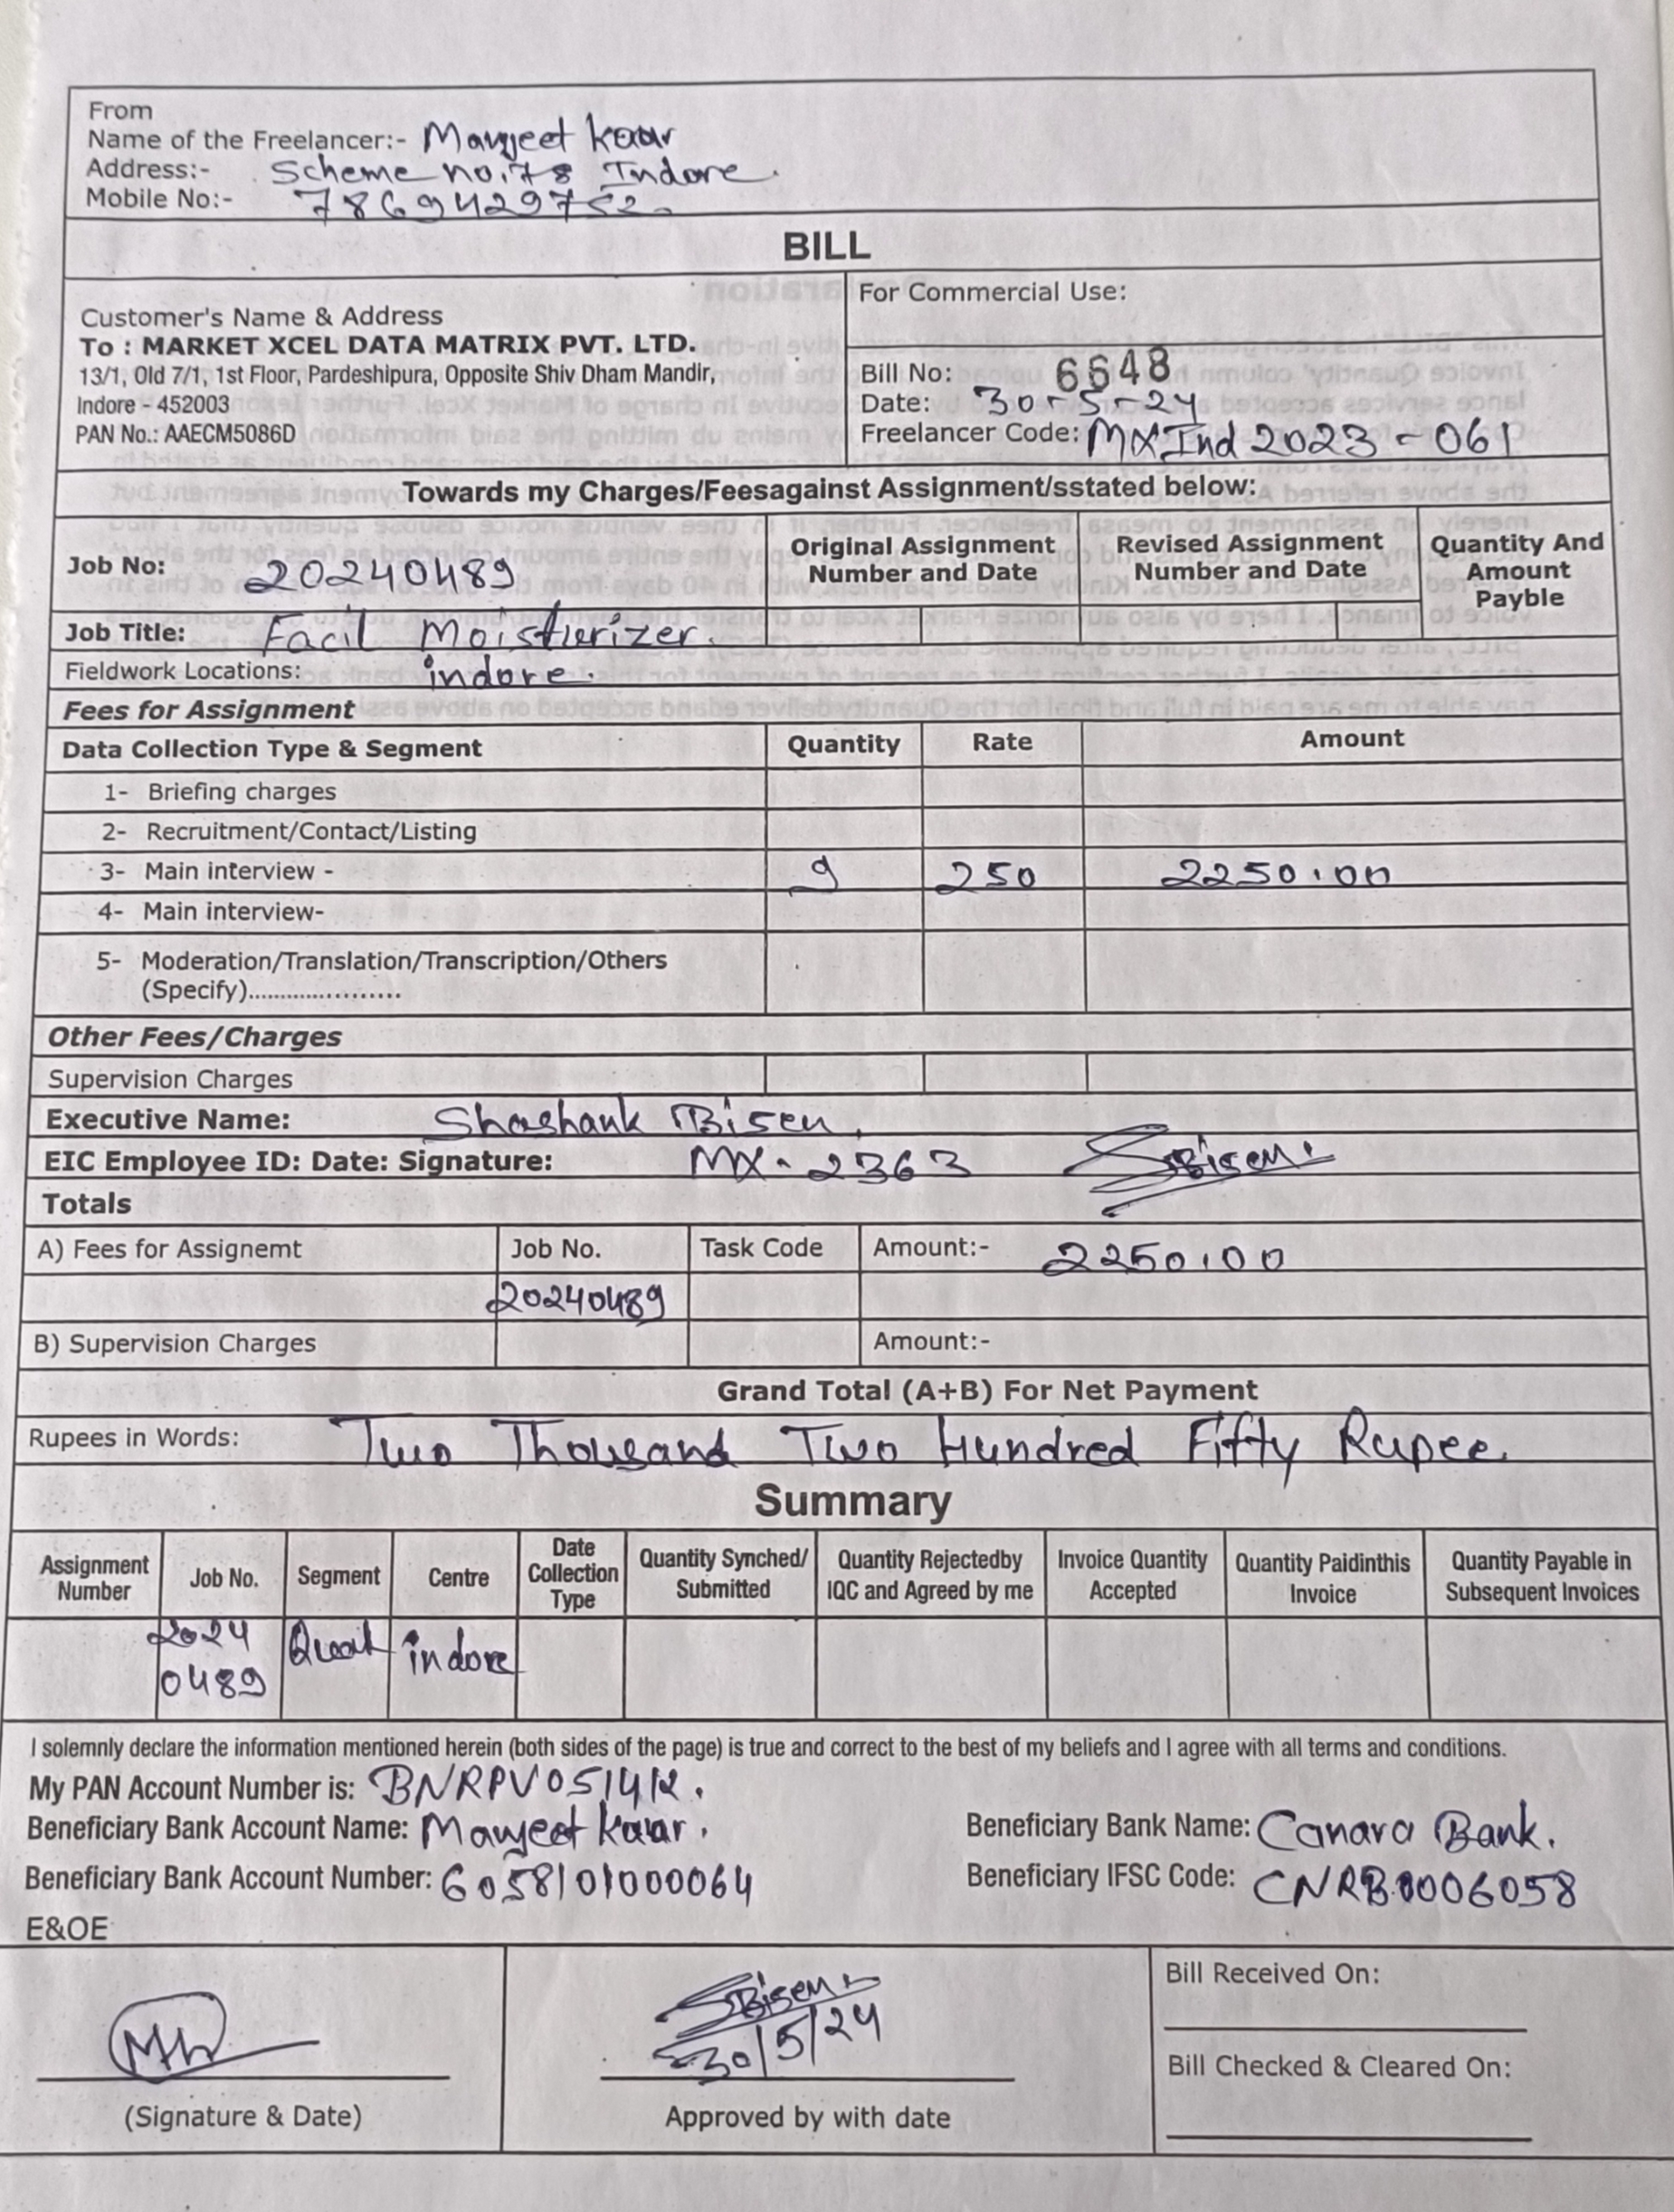 From
Name of the Freelancer:- Manjeet kaur
Address:- Scheme no.78 Indore.
Mobile No:- 7869429752
BILL
Customer's Name & Address
To : MARKET XCEL DATA MATRIX PVT. LTD.
13/1, Old 7/1, 1st Floor, Pardeshipura, Opposite Shiv Dham Mandir,
Indore - 452003
PAN No.: AAECM5086D
For Commercial Use:
Bill No: 6648
Date: 30-5-24
Freelancer Code: MXInd2023-061
Towards my Charges/Feesagainst Assignment/sstated below:
Job No: 20240489
Original Assignment Number and Date
Revised Assignment Number and Date
Quantity And Amount Payble
Job Title: Facil Moisturizer.
Fieldwork Locations: indore.
Fees for Assignment
Data Collection Type & Segment Quantity Rate Amount
1- Briefing charges
2- Recruitment/Contact/Listing
3- Main interview - 9 250 2250.00
4- Main interview-
5- Moderation/Translation/Transcription/Others
(Specify).....................
Other Fees/Charges
Supervision Charges
Executive Name: Shashank Bisen
EIC Employee ID: Date: Signature: MX-2363 SBisen
Totals
A) Fees for Assignemt Job No. Task Code Amount:- 2250.00
20240489
B) Supervision Charges Amount:-
Grand Total (A+B) For Net Payment
Rupees in Words: Two Thousand Two Hundred Fifty Rupee.
Summary
Assignment Number Job No. Segment Centre Date Collection Type Quantity Synched/ Submitted Quantity Rejectedby IQC and Agreed by me Invoice Quantity Accepted Quantity Paidinthis Invoice Quantity Payable in Subsequent Invoices
2024 indore
0489
I solemnly declare the information mentioned herein (both sides of the page) is true and correct to the best of my beliefs and I agree with all terms and conditions.
My PAN Account Number is: BNRPV0514R.
Beneficiary Bank Account Name: Manjeet kaur.
Beneficiary Bank Name: Canara Bank.
Beneficiary Bank Account Number: 6058101000064
Beneficiary IFSC Code: CNRB0006058
E&OE
SBisen
30/5/24
(Signature & Date)
Approved by with date
Bill Received On:
Bill Checked & Cleared On: